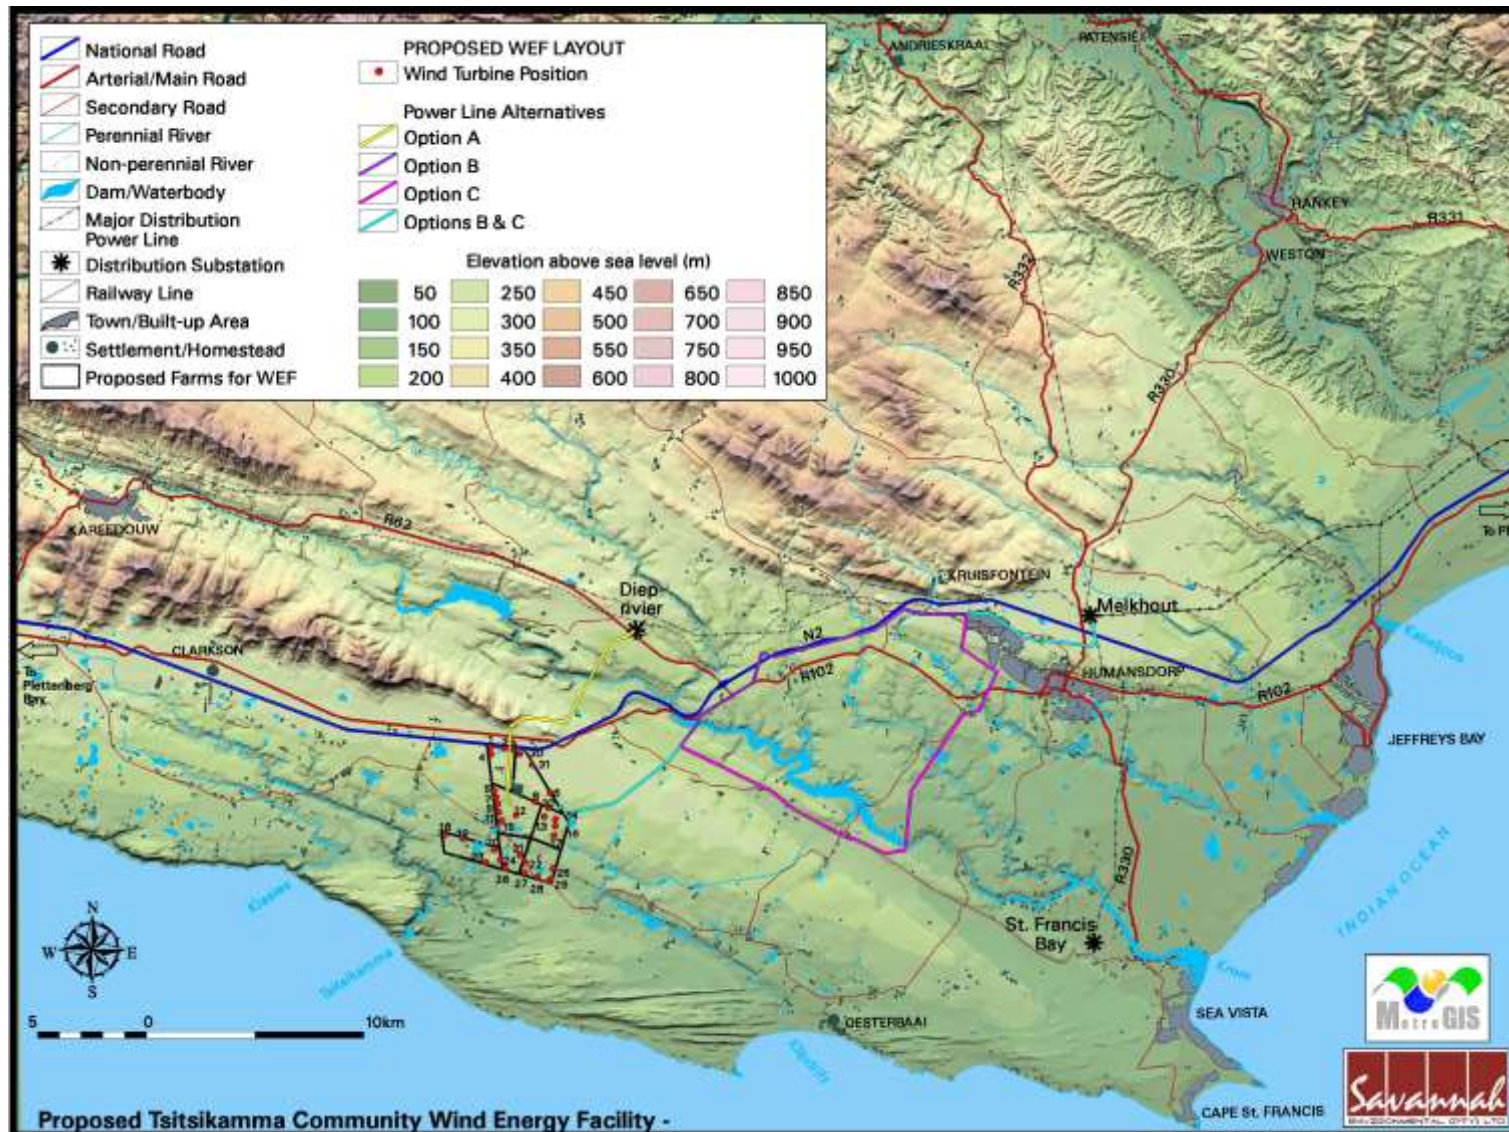 National Road
Arterial/Main Road
Secondary Road
Perennial River
Non-perennial River
Dam/Waterbody
Major Distribution
Power Line
Distribution Substation
Railway Line
Town/Built-up Area
Settlement/Homestead
Proposed Farms for WEF
PROPOSED WEF LAYOUT
Wind Turbine Position
Power Line Alternatives
Option A
Option B
Option C
Options B & C
Elevation above sea level (m)
50 250 450 650 850
100 300 500 700 900
150 350 550 750 950
200 400 600 800 1000
ANDRIESKRAAL
PATENSIE
HANKEY
R331
WESTON
R332
R330
KAREEDOUW
R62
To
Diep-
rivier
KRUISFONTEIN
Melkhout
N2
CLARKSON
R102
HUMANSDORP
Kabeljous
To
Plettenberg
Bay
R102
JEFFREYS BAY
R330
INDIAN OCEAN
St. Francis
Bay
Krom
Tsitsikamma
N
W E
S
SEA VISTA
OESTERBAAI
5 0 10km
CAPE St. FRANCIS
MetroGIS
Savannah
ENVIRONMENTAL (PTY) LTD
Proposed Tsitsikamma Community Wind Energy Facility -